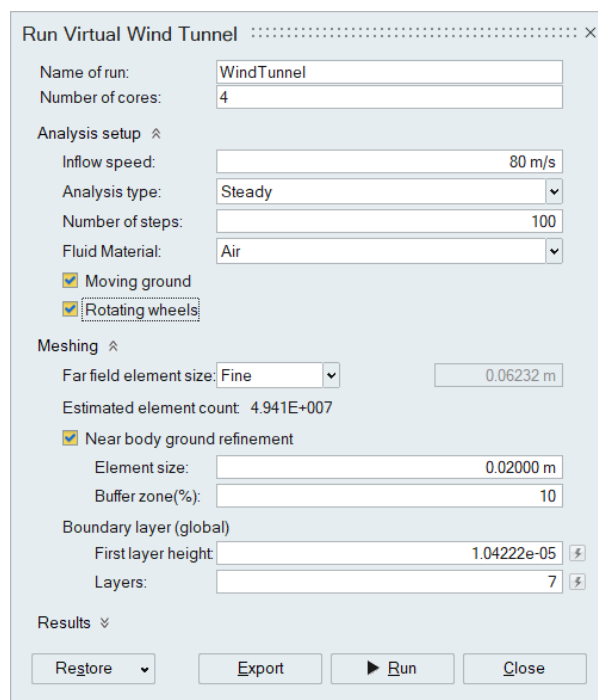 Run Virtual Wind Tunnel
Name of run: WindTunnel
Number of cores: 4
Analysis setup
Inflow speed: 80 m/s
Analysis type: Steady
Number of steps: 100
Fluid Material: Air
Moving ground
Rotating wheels
Meshing
Far field element size: Fine 0.06232 m
Estimated element count: 4.941E+007
Near body ground refinement
Element size: 0.02000 m
Buffer zone(%): 10
Boundary layer (global)
First layer height: 1.04222e-05
Layers: 7
Results
Restore Export Run Close